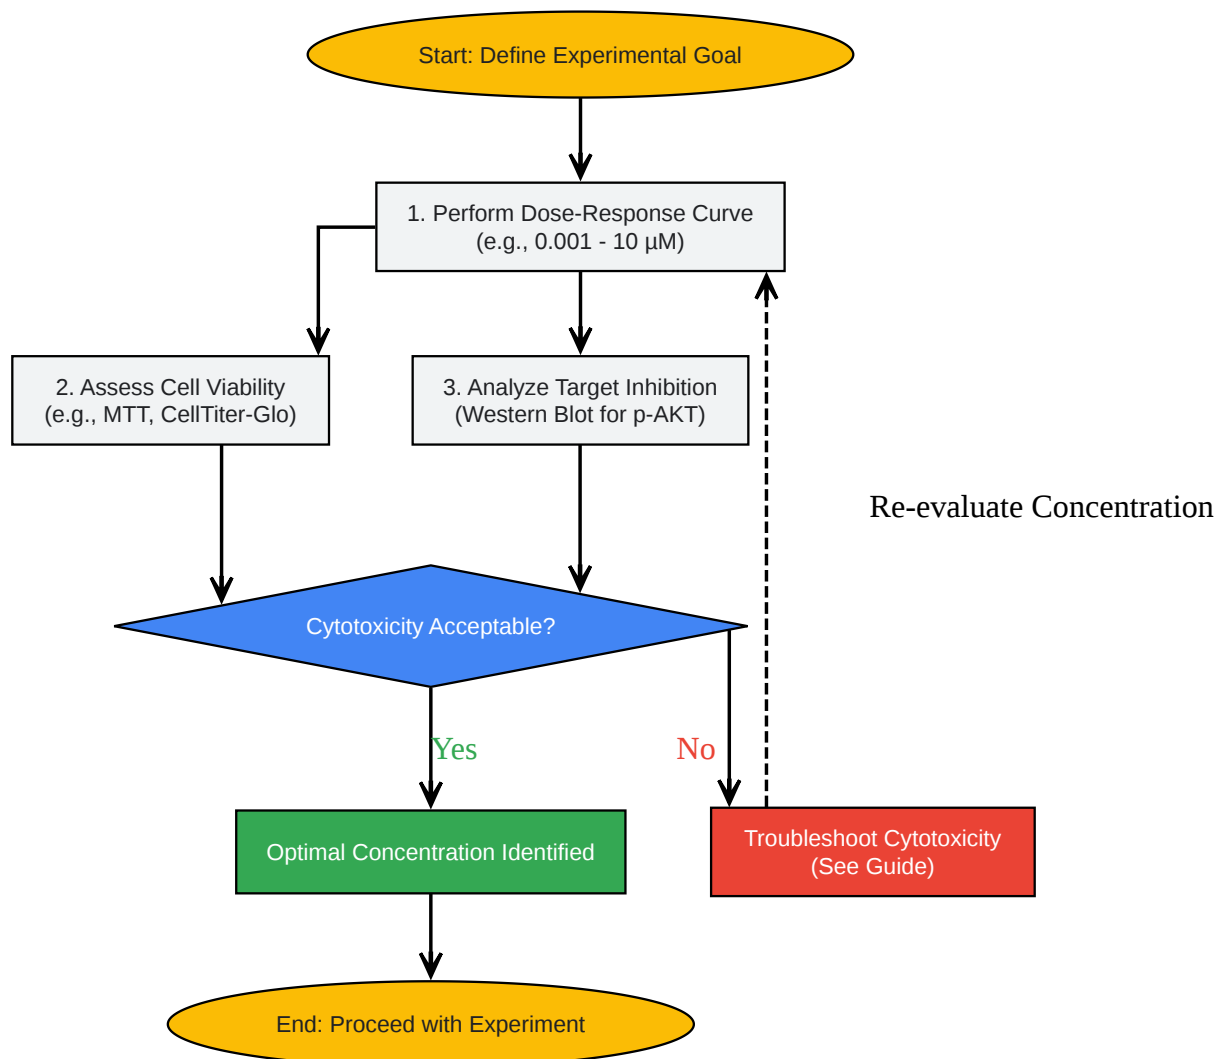 Start: Define Experimental Goal
1. Perform Dose-Response Curve
(e.g., 0.001 - 10 µM)
2. Assess Cell Viability
(e.g., MTT, CellTiter-Glo)
3. Analyze Target Inhibition
(Western Blot for p-AKT)
Re-evaluate Concentration
Cytotoxicity Acceptable?
Yes
No
Optimal Concentration Identified
Troubleshoot Cytotoxicity
(See Guide)
End: Proceed with Experiment